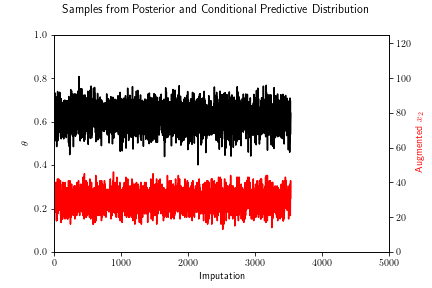 Samples from Posterior and Conditional Predictive Distribution
1.0
0.8
0.6
0.4
0.2
0.0
θ
120
100
80
60
40
20
0
Augmented x₂
0 1000 2000 3000 4000 5000
Imputation